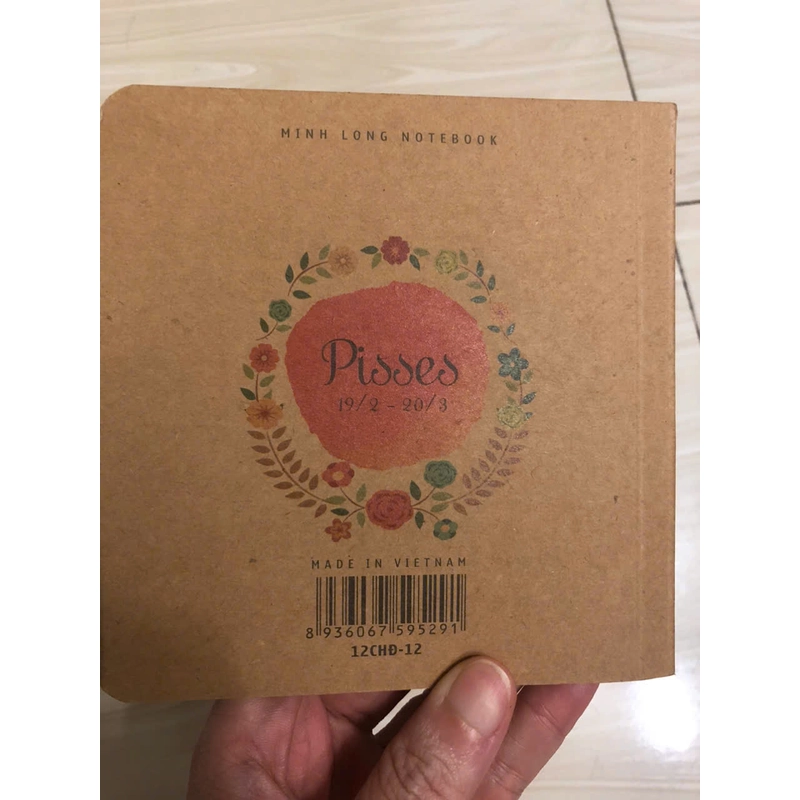 MINH LONG NOTEBOOK
Pisses
19/2 - 20/3
MADE IN VIETNAM
8 936067 595291
12CHĐ-12